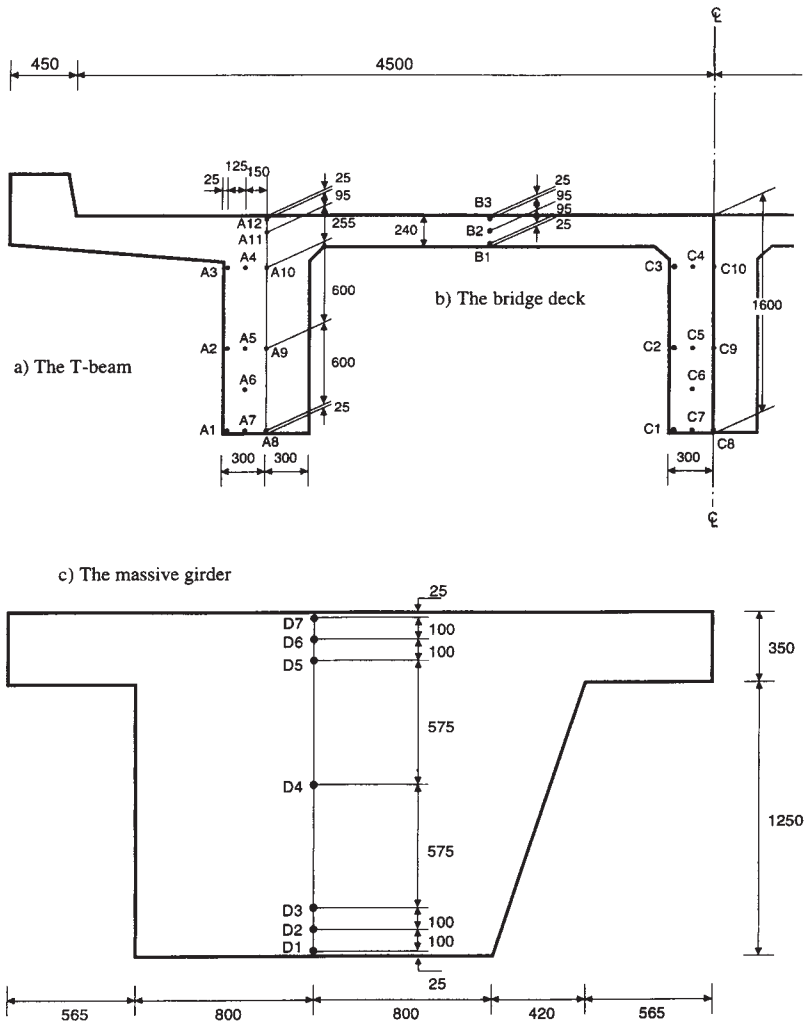 ℄
450
4500
125
150
25
25
95
255
600
600
25
A12
A11
A3
A4
A10
A2
A5
A9
A6
A1
A7
A8
300
300
a) The T-beam
240
B3
B2
B1
25
95
95
25
b) The bridge deck
C3
C4
C10
C2
C5
C9
C6
C1
C7
C8
1600
300
℄
c) The massive girder
25
D7
100
D6
100
D5
350
575
D4
1250
575
D3
100
D2
100
D1
25
565
800
800
420
565